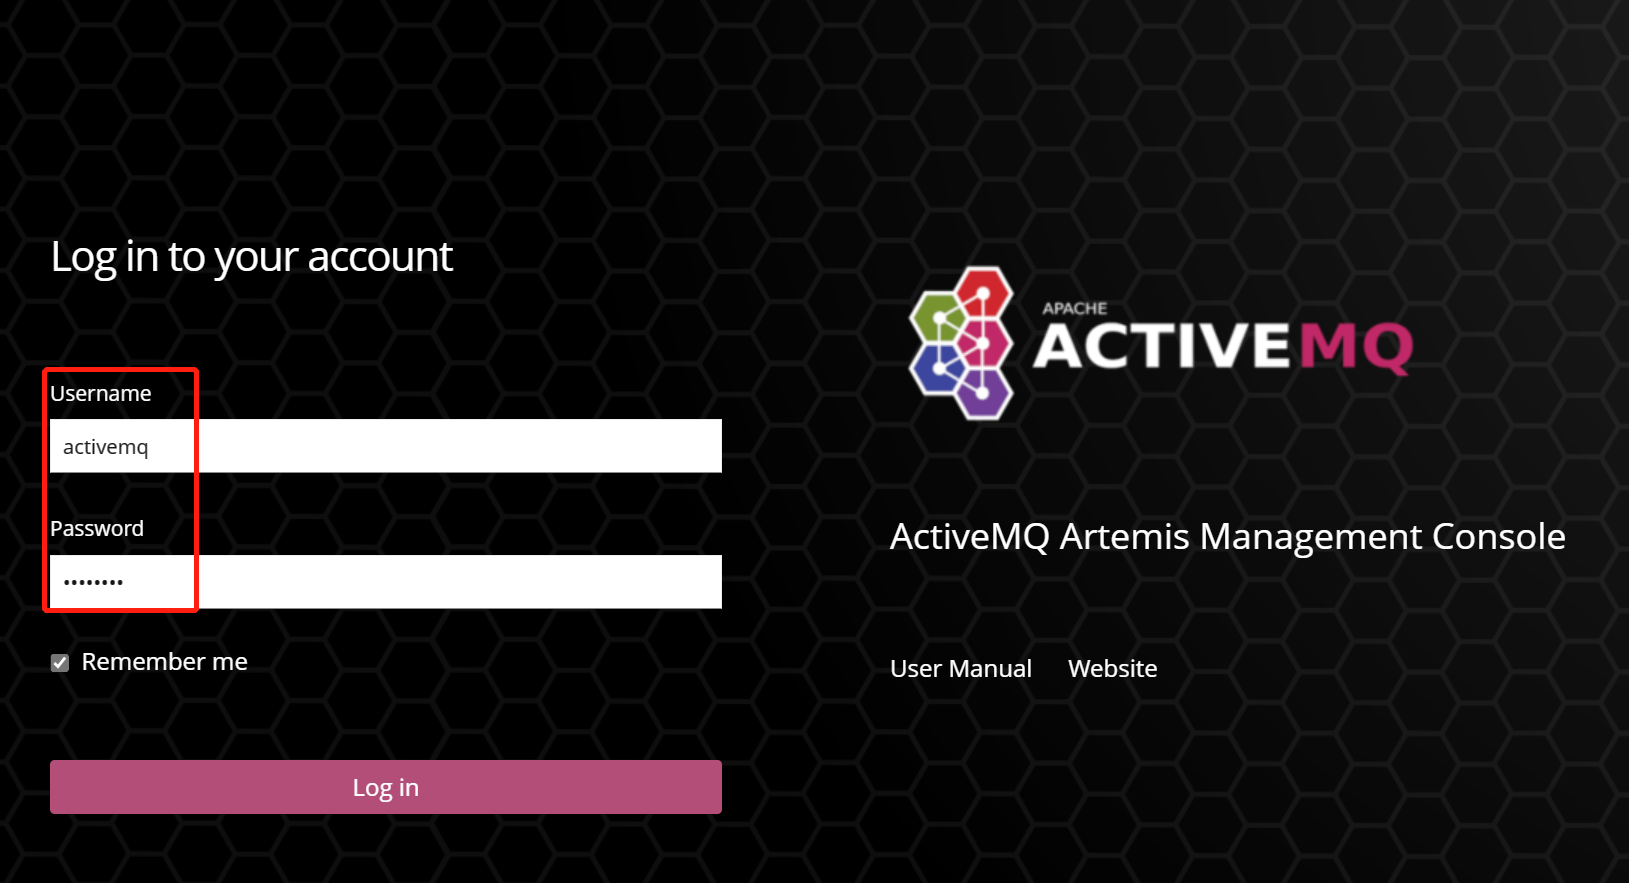 Log in to your account
Username
activemq
Password
••••••••
Remember me
Log in
APACHE
ACTIVEMQ
ActiveMQ Artemis Management Console
User Manual Website